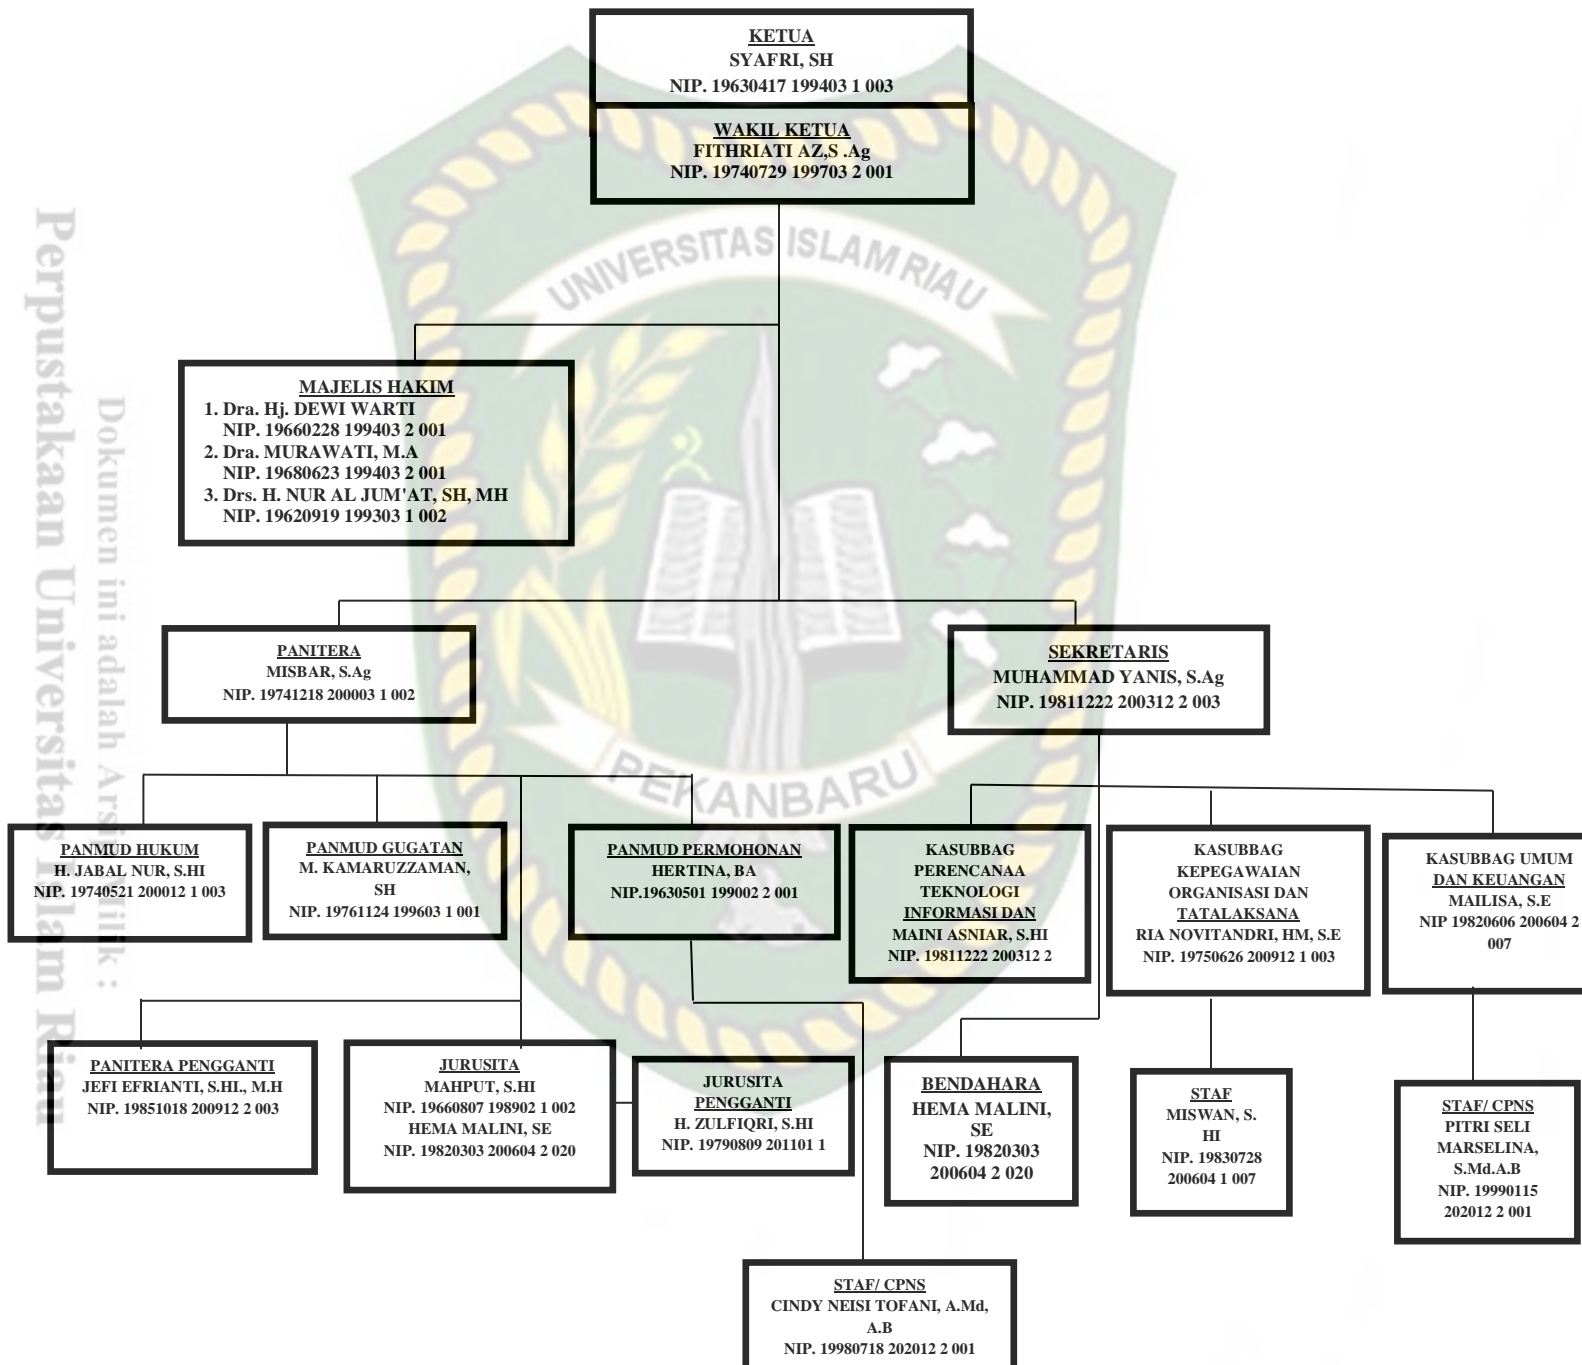 KETUA
SYAFRI, SH
NIP. 19630417 199403 1 003
WAKIL KETUA
FITHRIATI AZ,S .Ag
NIP. 19740729 199703 2 001
UNIVERSITAS ISLAM RIAU
MAJELIS HAKIM
1. Dra. Hj. DEWI WARTI
NIP. 19660228 199403 2 001
2. Dra. MURAWATI, M.A
NIP. 19680623 199403 2 001
3. Drs. H. NUR AL JUM'AT, SH, MH
NIP. 19620919 199303 1 002
PANITERA
MISBAR, S.Ag
NIP. 19741218 200003 1 002
SEKRETARIS
MUHAMMAD YANIS, S.Ag
NIP. 19811222 200312 2 003
PEKANBARU
PANMUD HUKUM
H. JABAL NUR, S.HI
NIP. 19740521 200012 1 003
PANMUD GUGATAN
M. KAMARUZZAMAN,
SH
NIP. 19761124 199603 1 001
PANMUD PERMOHONAN
HERTINA, BA
NIP.19630501 199002 2 001
KASUBBAG
PERENCANAA
TEKNOLOGI
INFORMASI DAN
MAINI ASNIAR, S.HI
NIP. 19811222 200312 2
KASUBBAG
KEPEGAWAIAN
ORGANISASI DAN
TATALAKSANA
RIA NOVITANDRI, HM, S.E
NIP. 19750626 200912 1 003
KASUBBAG UMUM
DAN KEUANGAN
MAILISA, S.E
NIP 19820606 200604 2
007
PANITERA PENGGANTI
JEFI EFRIANTI, S.HI., M.H
NIP. 19851018 200912 2 003
JURUSITA
MAHPUT, S.HI
NIP. 19660807 198902 1 002
HEMA MALINI, SE
NIP. 19820303 200604 2 020
JURUSITA
PENGGANTI
H. ZULFIQRI, S.HI
NIP. 19790809 201101 1
BENDAHARA
HEMA MALINI,
SE
NIP. 19820303
200604 2 020
STAF
MISWAN, S.
HI
NIP. 19830728
200604 1 007
STAF/ CPNS
PITRI SELI
MARSELINA,
S.Md.A.B
NIP. 19990115
202012 2 001
STAF/ CPNS
CINDY NEISI TOFANI, A.Md,
A.B
NIP. 19980718 202012 2 001
Dokumen ini adalah Arsip Milik :
Perpustakaan Universitas Islam Riau